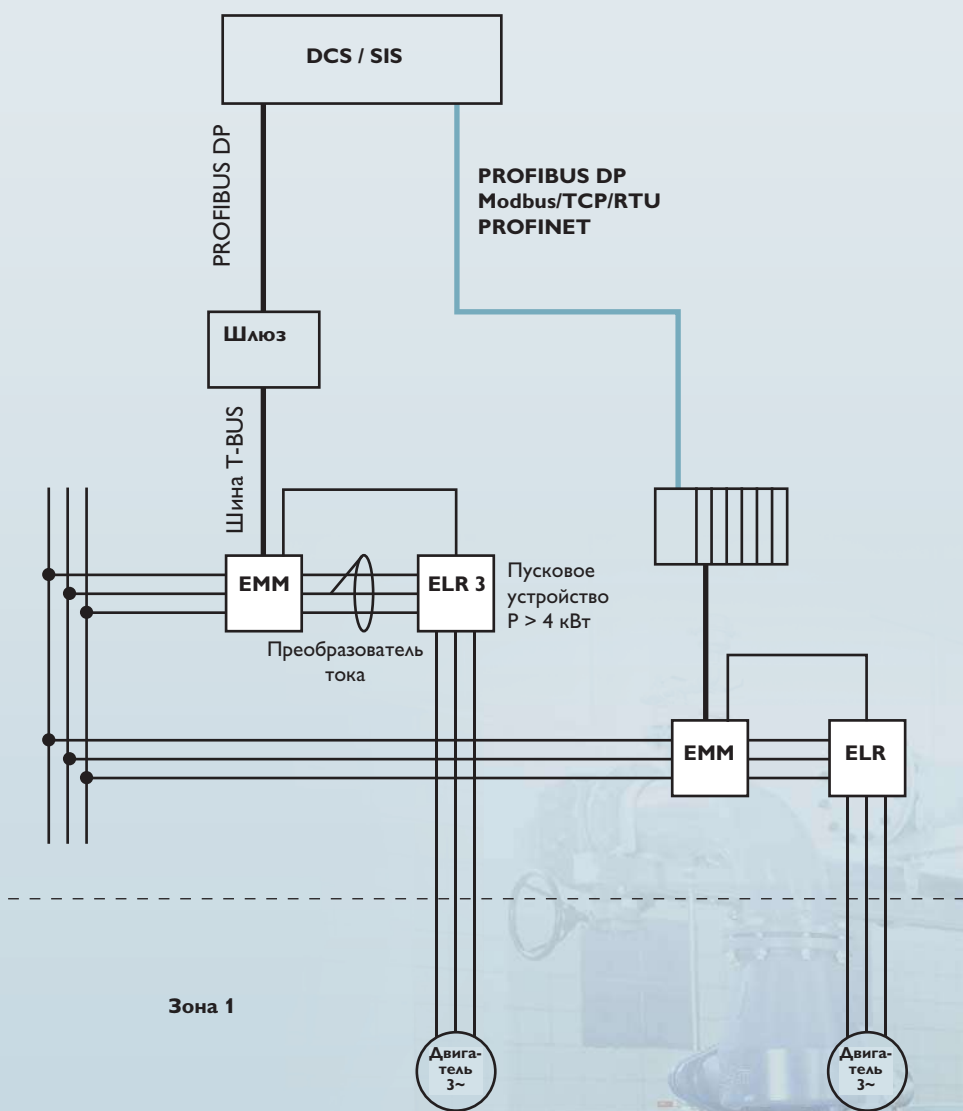 DCS / SIS
PROFIBUS DP
PROFIBUS DP
Modbus/TCP/RTU
PROFINET
Шлюз
Шина T-BUS
EMM
ELR 3
Пусковое
устройство
P > 4 кВт
Преобразователь
тока
EMM
ELR
Зона 1
Двига-
тель
3~
Двига-
тель
3~